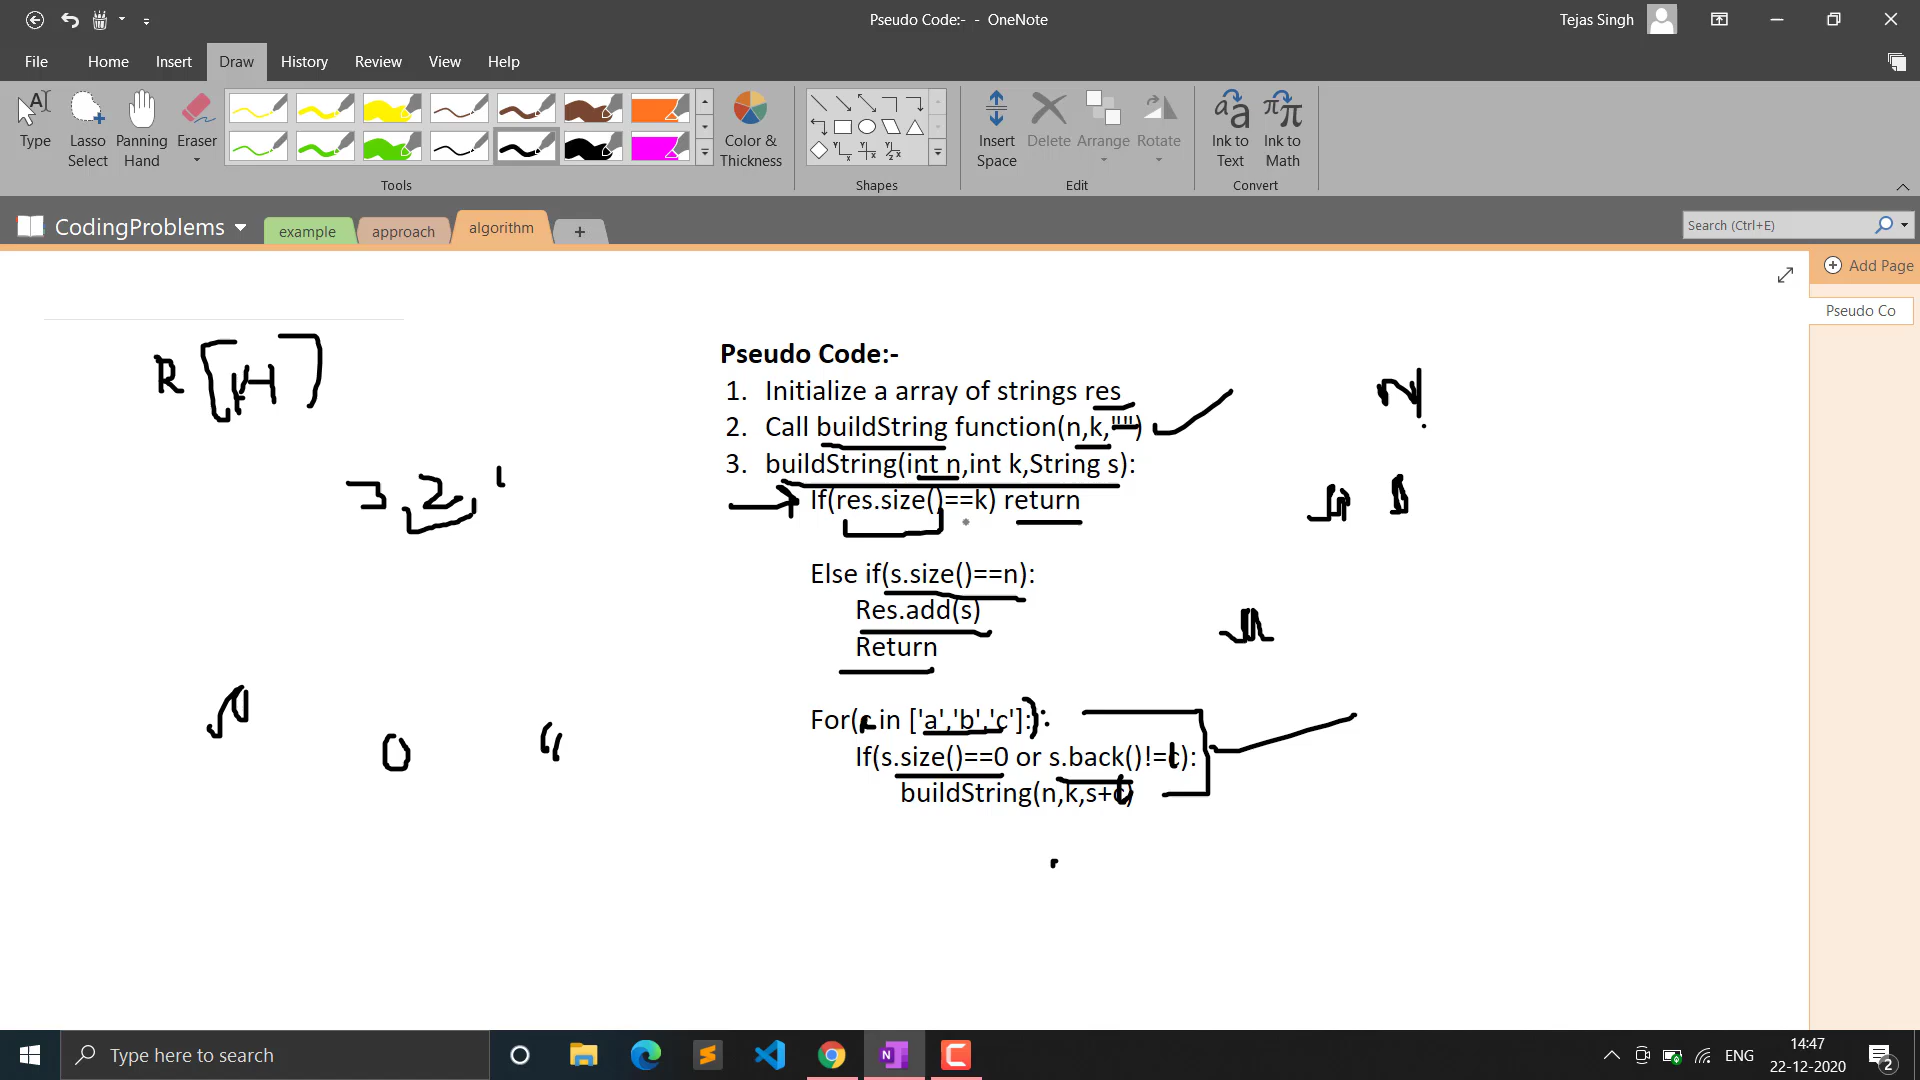 Pseudo Code:- - OneNote
Tejas Singh
File Home Insert Draw History Review View Help
Type
Lasso Select
Panning Hand
Eraser
Color & Thickness
Insert Space
Delete
Arrange
Rotate
Ink to Text
Ink to Math
Tools
Shapes
Edit
Convert
CodingProblems
example
approach
algorithm
Search (Ctrl+E)
Add Page
Pseudo Co
R
2,
Pseudo Code:-
1. Initialize a array of strings res
2. Call buildString function(n,k,"")
3. buildString(int n,int k,String s):
If(res.size()==k) return
Else if(s.size()==n):
Res.add(s)
Return
For(c in ['a','b','c']:):
If(s.size()==0 or s.back()!=c):
buildString(n,k,s+c)
0
Type here to search
ENG
14:47
22-12-2020
2